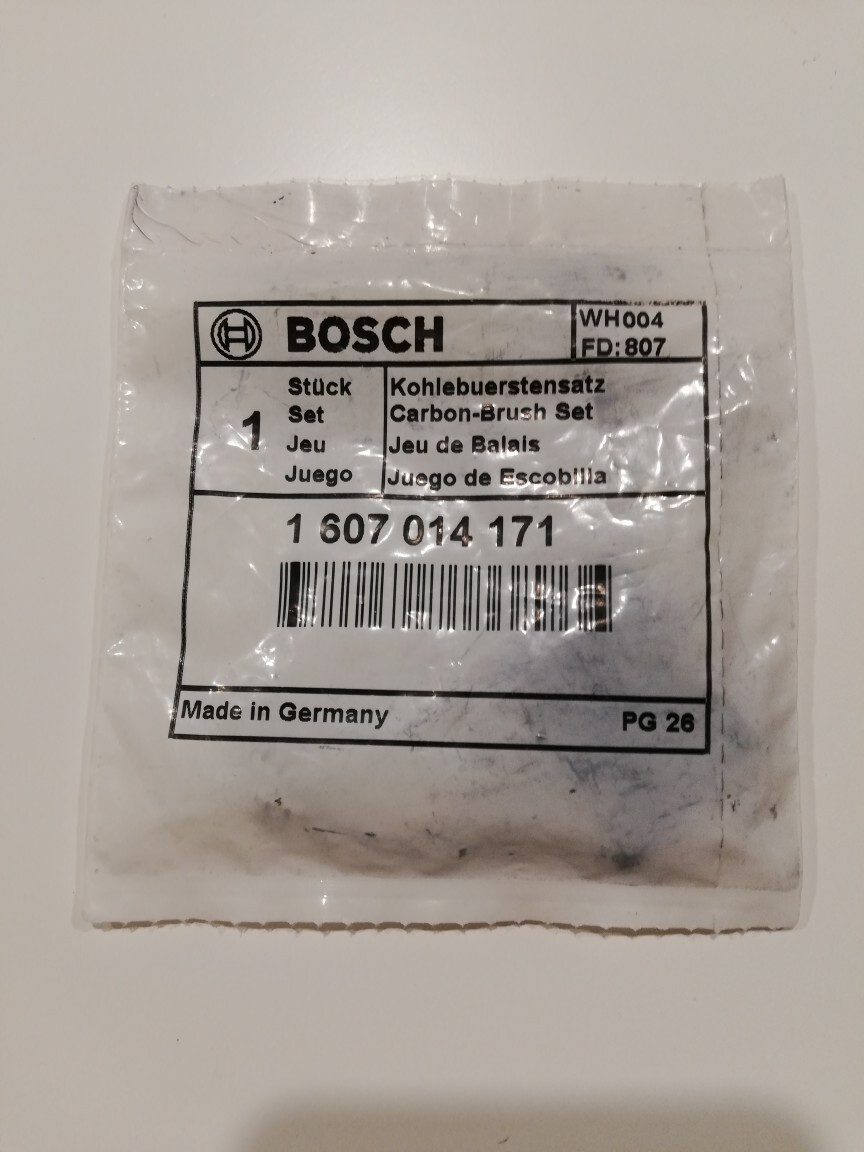 BOSCH
WH004
FD: 807
1
Stück
Set
Jeu
Juego
Kohlebuerstensatz
Carbon-Brush Set
Jeu de Balais
Juego de Escobilla
1 607 014 171
Made in Germany
PG 26